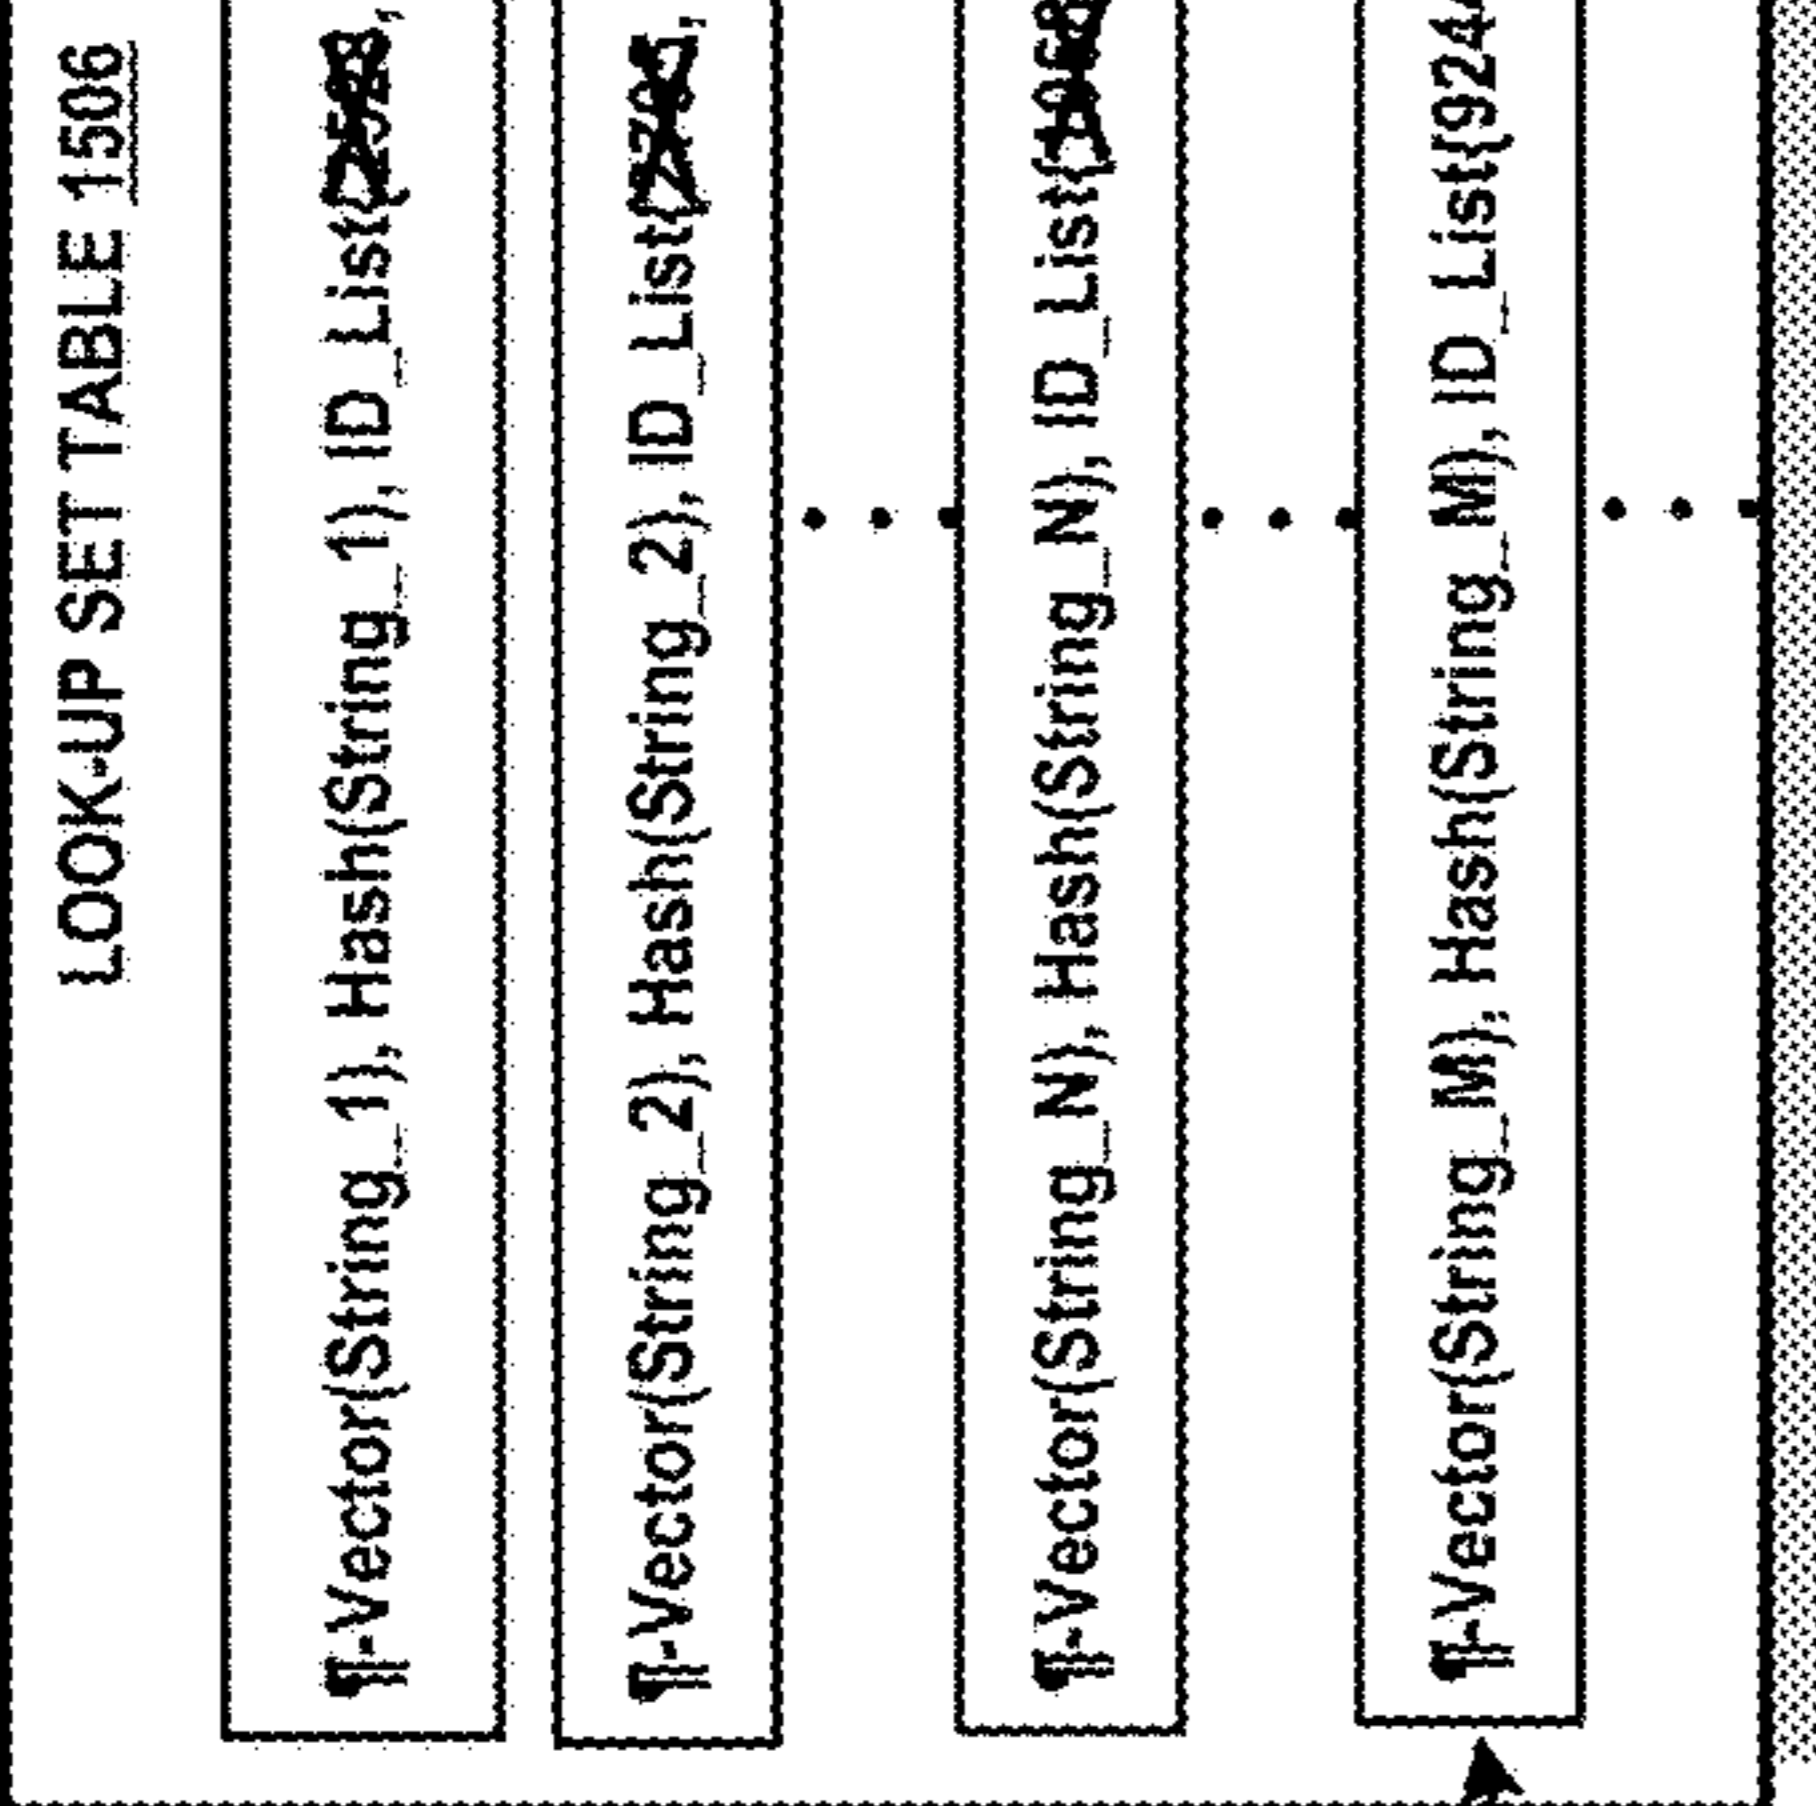 LOOK-UP SET TABLE 1506
¶-Vector(String_1), Hash(String_1), ID_List{
¶-Vector(String_2), Hash(String_2), ID_List{
¶-Vector(String_N), Hash(String_N), ID_List{
¶-Vector(String_M), Hash(String_M), ID_List{924